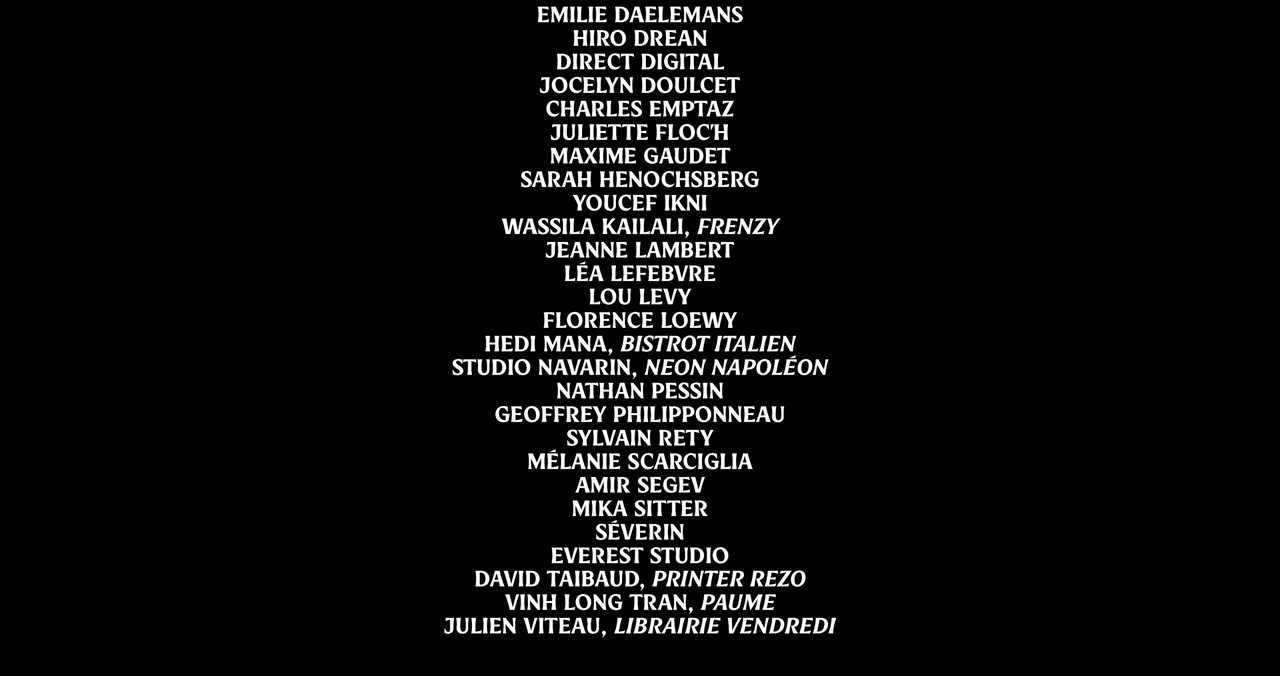 EMILIE DAELEMANS
HIRO DREAN
DIRECT DIGITAL
JOCELYN DOULCET
CHARLES EMPTAZ
JULIETTE FLOC'H
MAXIME GAUDET
SARAH HENOCHSBERG
YOUCEF IKNI
WASSILA KAILALI, FRENZY
JEANNE LAMBERT
LÉA LEFEBVRE
LOU LEVY
FLORENCE LOEWY
HEDI MANA, BISTROT ITALIEN
STUDIO NAVARIN, NEON NAPOLÉON
NATHAN PESSIN
GEOFFREY PHILIPPONNEAU
SYLVAIN RETY
MÉLANIE SCARCIGLIA
AMIR SEGEV
MIKA SITTER
SÉVERIN
EVEREST STUDIO
DAVID TAIBAUD, PRINTER REZO
VINH LONG TRAN, PAUME
JULIEN VITEAU, LIBRAIRIE VENDREDI